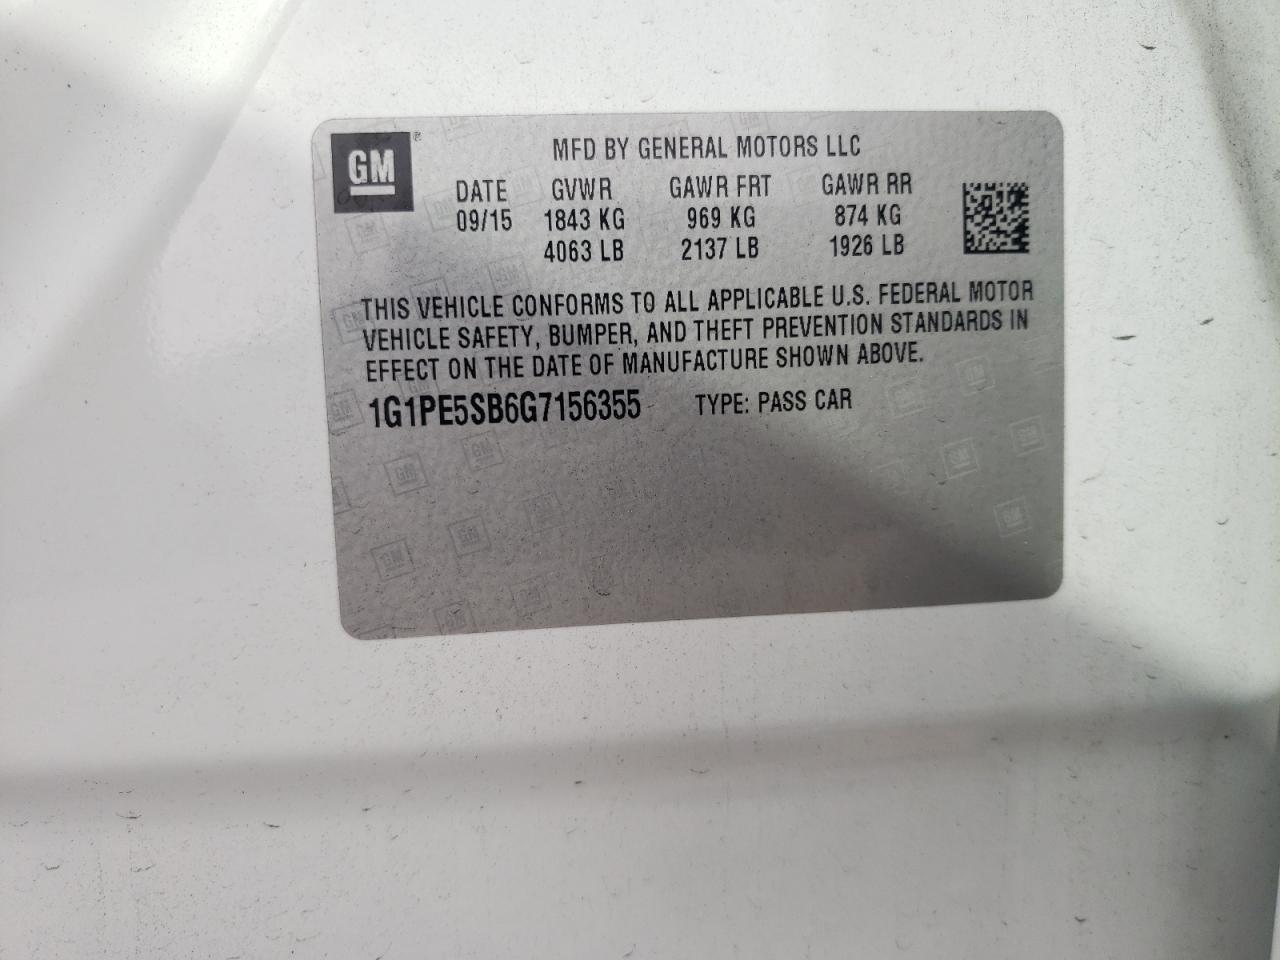 GM ®
MFD BY GENERAL MOTORS LLC
DATE GVWR GAWR FRT GAWR RR
09/15 1843 KG 969 KG 874 KG
4063 LB 2137 LB 1926 LB
THIS VEHICLE CONFORMS TO ALL APPLICABLE U.S. FEDERAL MOTOR
VEHICLE SAFETY, BUMPER, AND THEFT PREVENTION STANDARDS IN
EFFECT ON THE DATE OF MANUFACTURE SHOWN ABOVE.
1G1PE5SB6G7156355 TYPE: PASS CAR